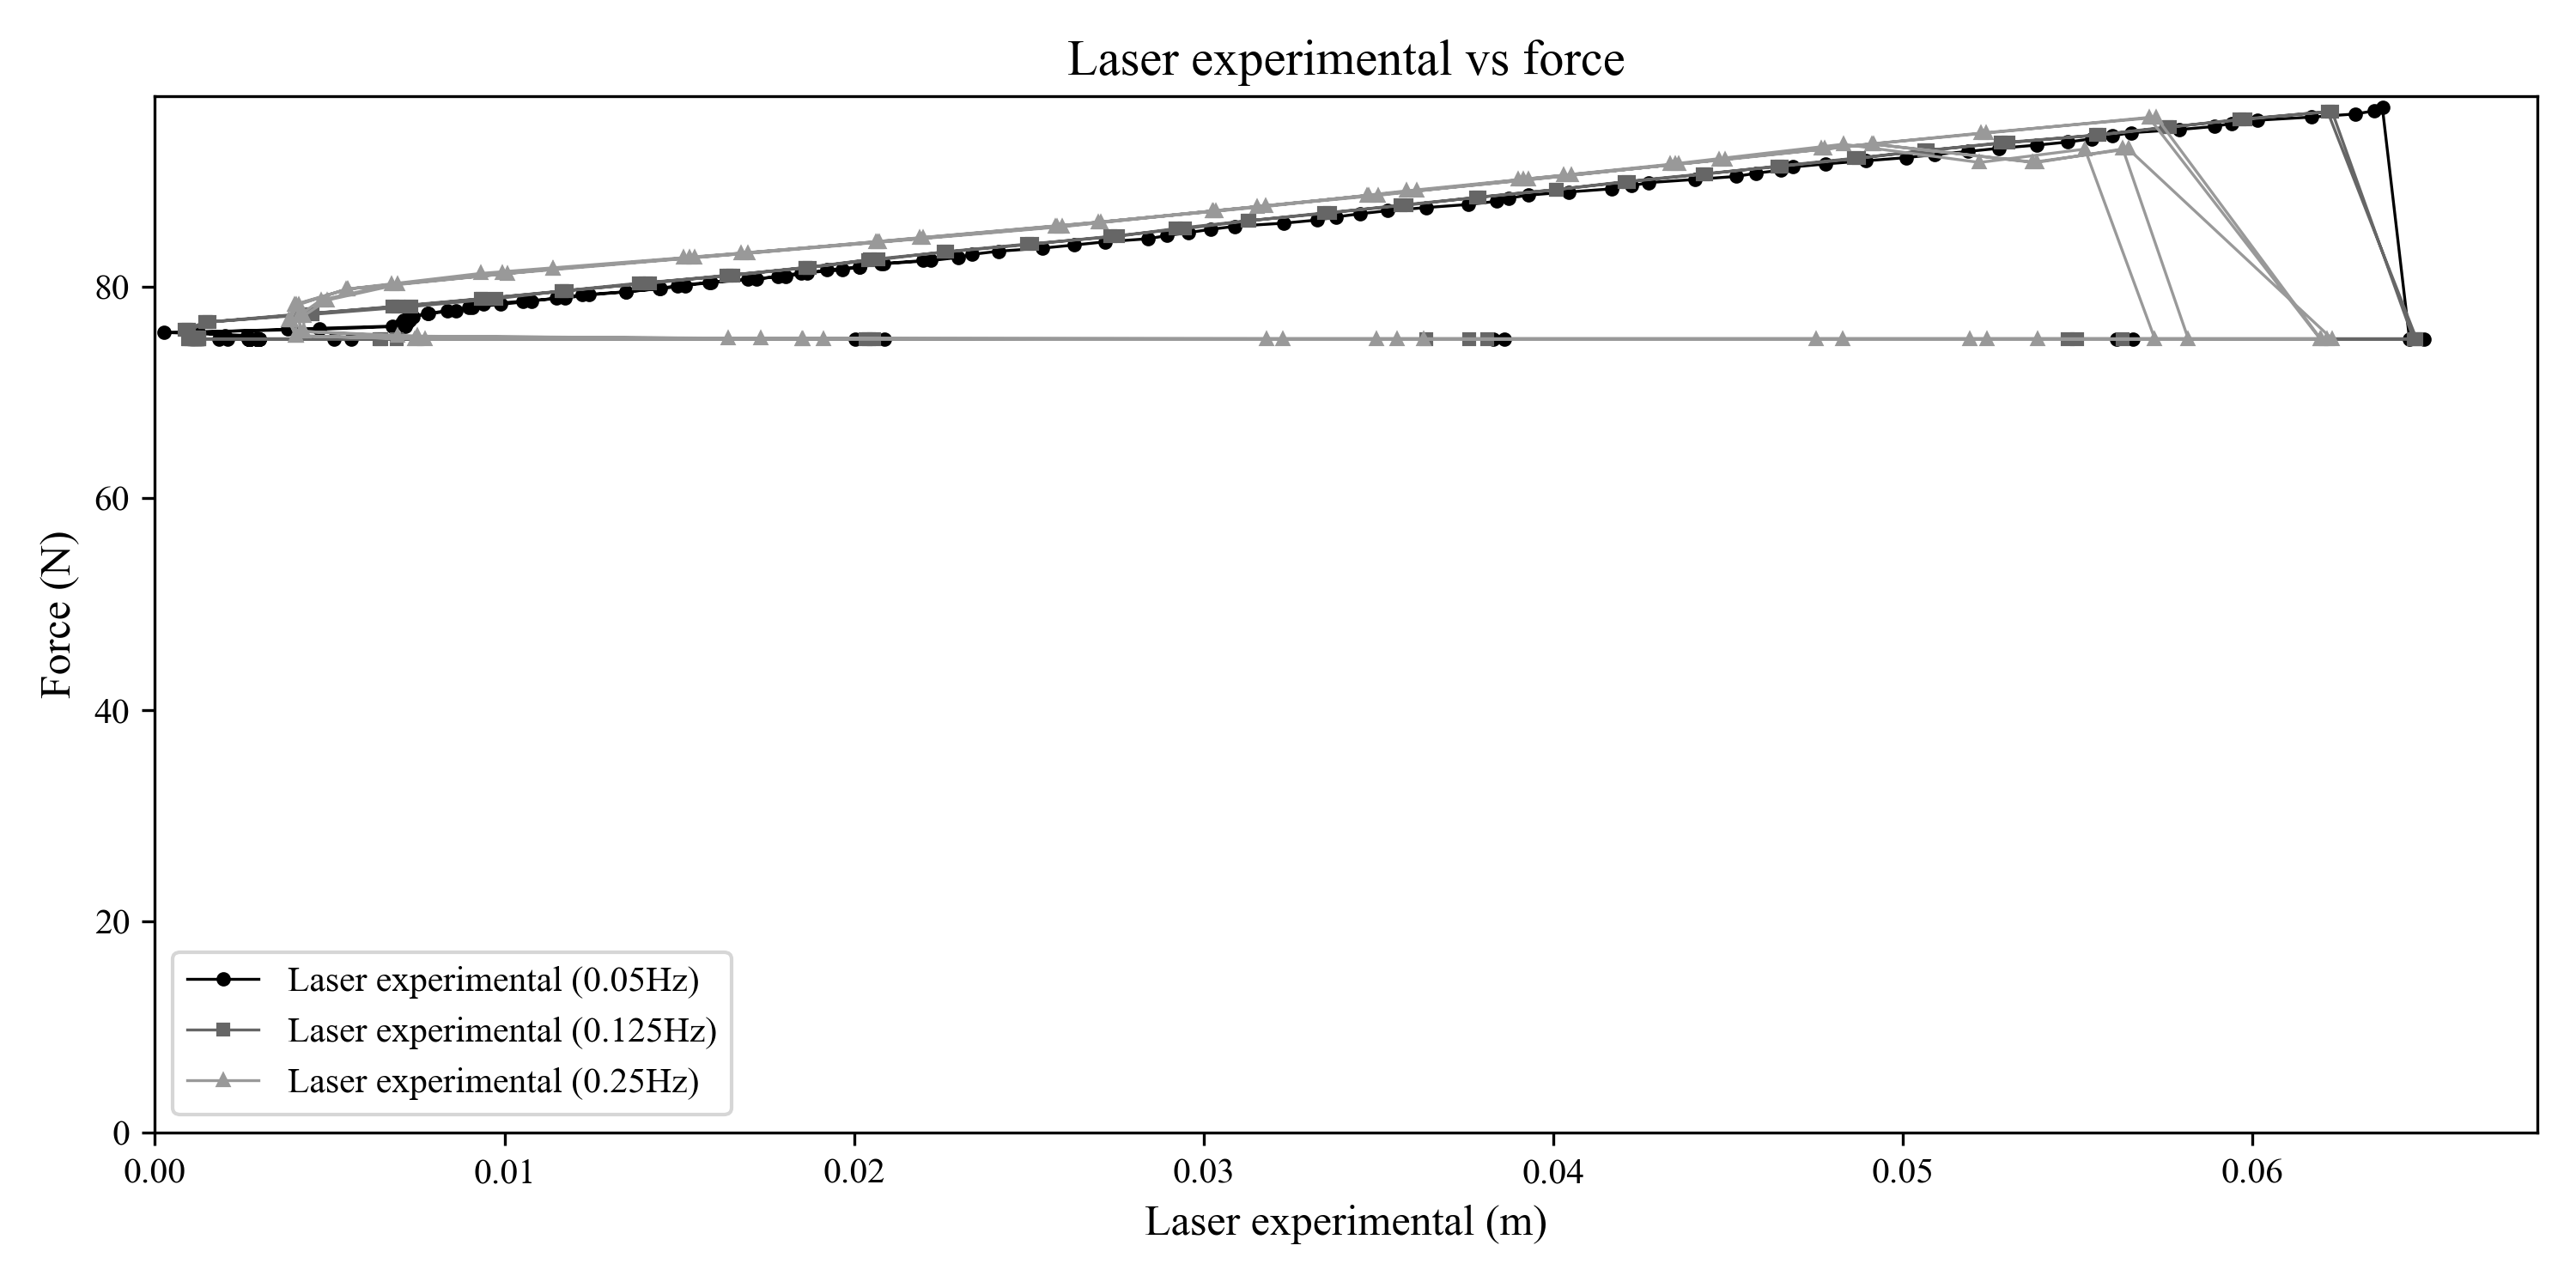 Laser experimental vs force
Force (N)
80
60
40
20
0
0.00 0.01 0.02 0.03 0.04 0.05 0.06
Laser experimental (m)
Laser experimental (0.05Hz)
Laser experimental (0.125Hz)
Laser experimental (0.25Hz)